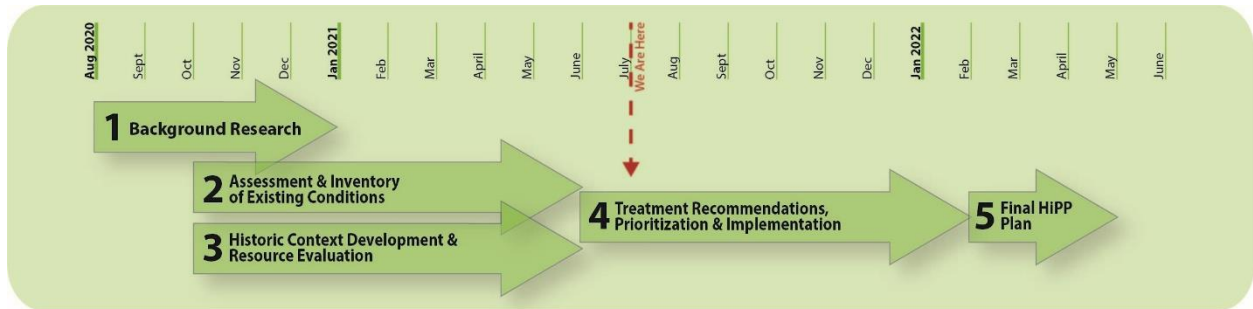 Aug 2020
Sept
Oct
Nov
Dec
Jan 2021
Feb
Mar
April
May
June
July
We Are Here
Aug
Sept
Oct
Nov
Dec
Jan 2022
Feb
Mar
April
May
June
1 Background Research
2 Assessment & Inventory
of Existing Conditions
3 Historic Context Development &
Resource Evaluation
4 Treatment Recommendations,
Prioritization & Implementation
5 Final HiPP
Plan